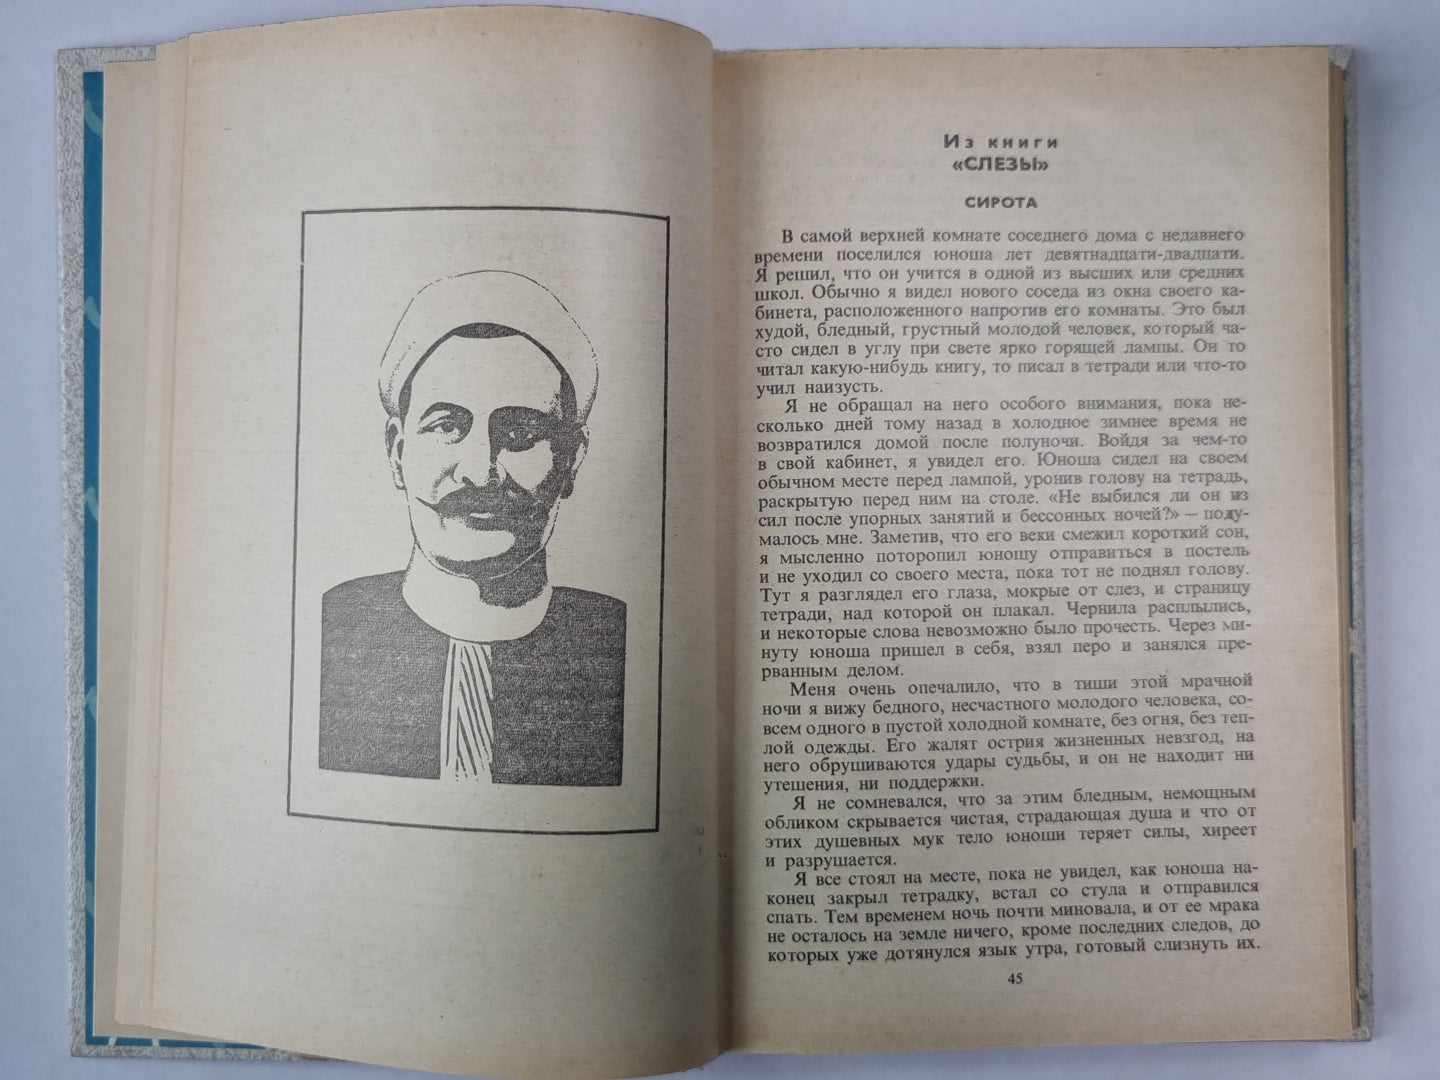 Из книги
«СЛЕЗЫ»
СИРОТА
В самой верхней комнате соседнего дома с недавнего
времени поселился юноша лет девятнадцати-двадцати.
Я решил, что он учится в одной из высших или средних
школ. Обычно я видел нового соседа из окна своего ка-
бинета, расположенного напротив его комнаты. Это был
худой, бледный, грустный молодой человек, который ча-
сто сидел в углу при свете ярко горящей лампы. Он то
читал какую-нибудь книгу, то писал в тетради или что-то
учил наизусть.
Я не обращал на него особого внимания, пока не-
сколько дней тому назад в холодное зимнее время не
возвратился домой после полуночи. Войдя за чем-то
в свой кабинет, я увидел его. Юноша сидел на своем
обычном месте перед лампой, уронив голову на тетрадь,
раскрытую перед ним на столе. «Не выбился ли он из
сил после упорных занятий и бессонных ночей?» — поду-
малось мне. Заметив, что его веки смежил короткий сон,
я мысленно поторопил юношу отправиться в постель
и не уходил со своего места, пока тот не поднял голову.
Тут я разглядел его глаза, мокрые от слез, и страницу
тетради, над которой он плакал. Чернила расплылись,
и некоторые слова невозможно было прочесть. Через ми-
нуту юноша пришел в себя, взял перо и занялся пре-
рванным делом.
Меня очень опечалило, что в тиши этой мрачной
ночи я вижу бедного, несчастного молодого человека, со-
всем одного в пустой холодной комнате, без огня, без теп-
лой одежды. Его жалят острия жизненных невзгод, на
него обрушиваются удары судьбы, и он не находит ни
утешения, ни поддержки.
Я не сомневался, что за этим бледным, немощным
обликом скрывается чистая, страдающая душа и что от
этих душевных мук тело юноши теряет силы, хиреет
и разрушается.
Я все стоял на месте, пока не увидел, как юноша на-
конец закрыл тетрадку, встал со стула и отправился
спать. Тем временем ночь почти миновала, и от ее мрака
не осталось на земле ничего, кроме последних следов, до
которых уже дотянулся язык утра, готовый слизнуть их.
45